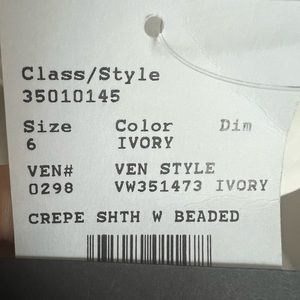 Class/Style
35010145
Size Color Dim
6 IVORY
VEN# VEN STYLE
0298 VW351473 IVORY
CREPE SHTH W BEADED